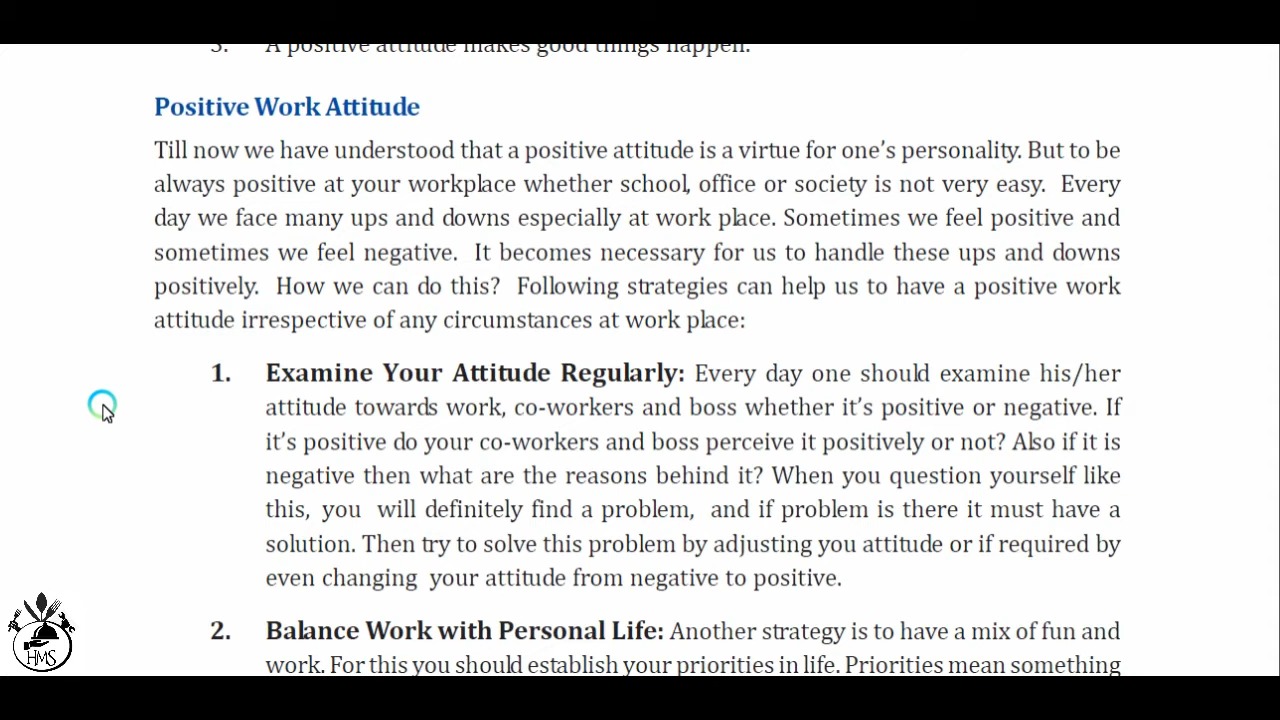 3. A positive attitude makes good things happen.
Positive Work Attitude
Till now we have understood that a positive attitude is a virtue for one's personality. But to be
always positive at your workplace whether school, office or society is not very easy. Every
day we face many ups and downs especially at work place. Sometimes we feel positive and
sometimes we feel negative. It becomes necessary for us to handle these ups and downs
positively. How we can do this? Following strategies can help us to have a positive work
attitude irrespective of any circumstances at work place:
1. Examine Your Attitude Regularly: Every day one should examine his/her
attitude towards work, co-workers and boss whether it's positive or negative. If
it's positive do your co-workers and boss perceive it positively or not? Also if it is
negative then what are the reasons behind it? When you question yourself like
this, you will definitely find a problem, and if problem is there it must have a
solution. Then try to solve this problem by adjusting you attitude or if required by
even changing your attitude from negative to positive.
2. Balance Work with Personal Life: Another strategy is to have a mix of fun and
work. For this you should establish your priorities in life. Priorities mean something
HMS